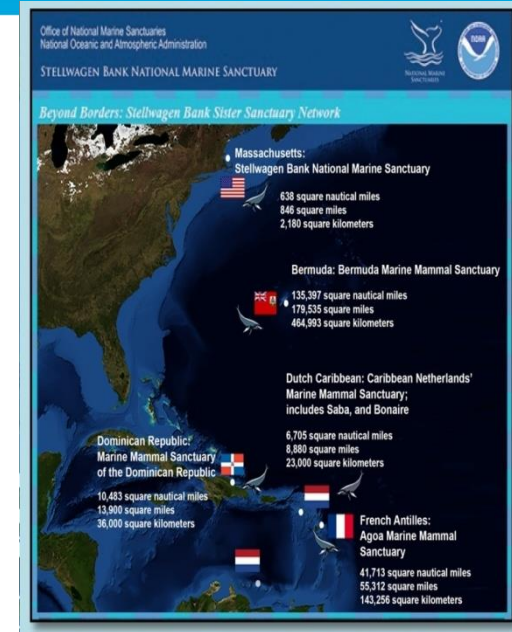 Office of National Marine Sanctuaries
National Oceanic and Atmospheric Administration
STELLWAGEN BANK NATIONAL MARINE SANCTUARY
NATIONAL MARINE
SANCTUARIES
NOAA
Beyond Borders: Stellwagen Bank Sister Sanctuary Network
Massachusetts:
Stellwagen Bank National Marine Sanctuary
638 square nautical miles
846 square miles
2,180 square kilometers
Bermuda: Bermuda Marine Mammal Sanctuary
135,397 square nautical miles
179,535 square miles
464,993 square kilometers
Dutch Caribbean: Caribbean Netherlands'
Marine Mammal Sanctuary;
includes Saba, and Bonaire
6,705 square nautical miles
8,880 square miles
23,000 square kilometers
Dominican Republic:
Marine Mammal Sanctuary
of the Dominican Republic
10,483 square nautical miles
13,900 square miles
36,000 square kilometers
French Antilles:
Agoa Marine Mammal
Sanctuary
41,713 square nautical miles
55,312 square miles
143,256 square kilometers